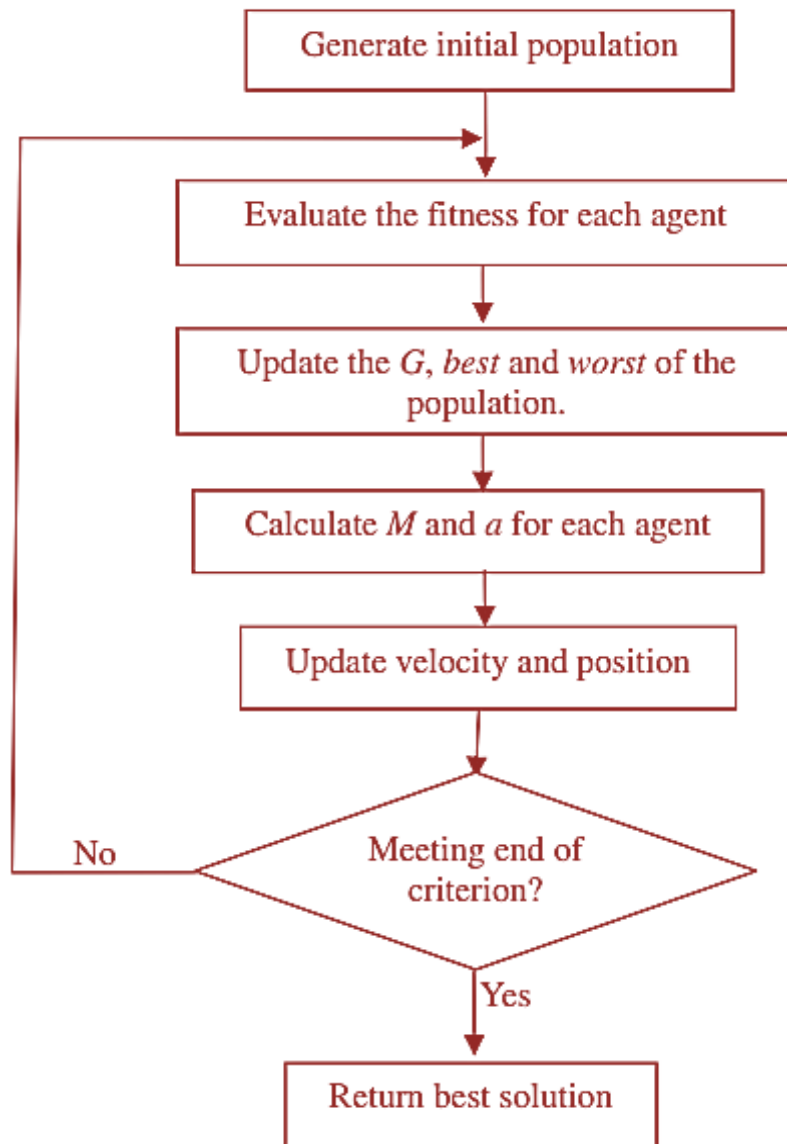 Generate initial population
Evaluate the fitness for each agent
Update the G, best and worst of the
population.
Calculate M and a for each agent
Update velocity and position
Meeting end of
criterion?
No
Yes
Return best solution